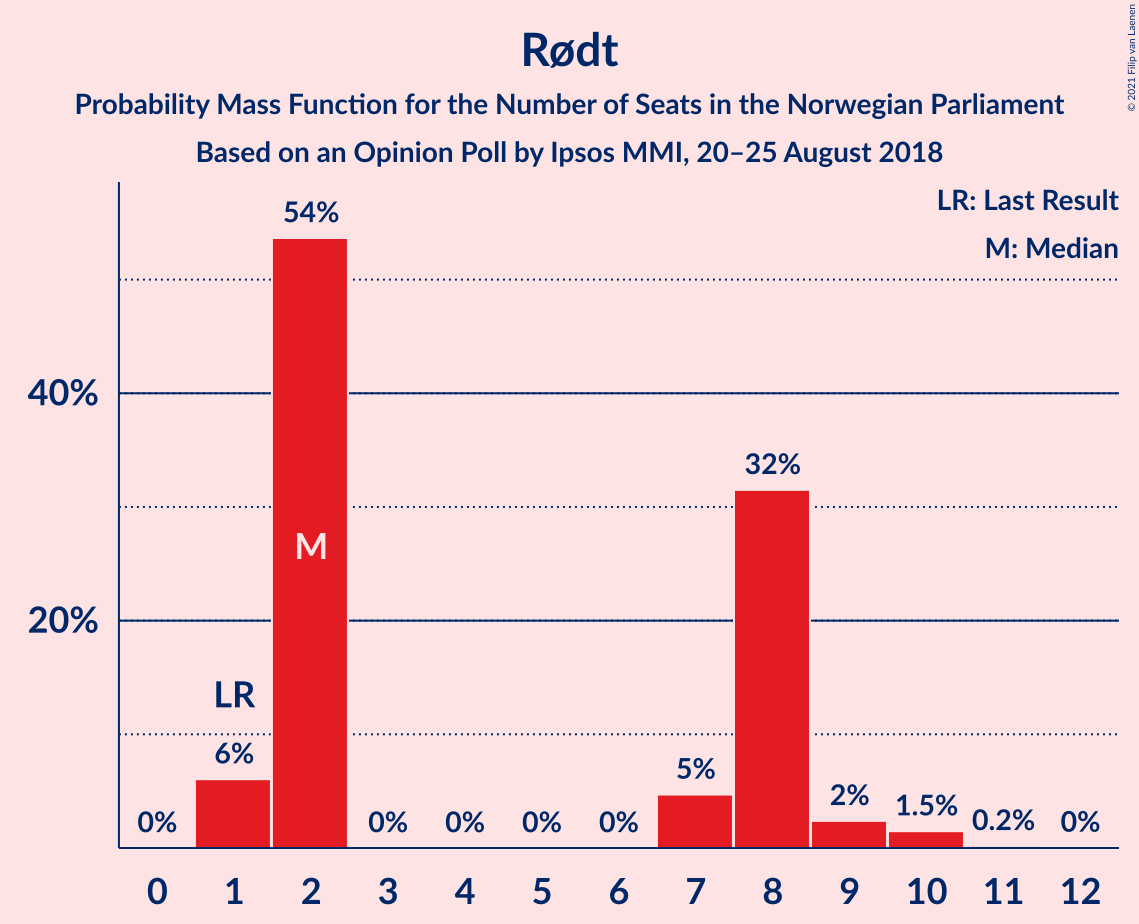 Rødt
Probability Mass Function for the Number of Seats in the Norwegian Parliament
Based on an Opinion Poll by Ipsos MMI, 20–25 August 2018
© 2021 Filip van Laenen
LR: Last Result
M: Median
54%
40%
32%
M
20%
LR
6%
5%
2%
1.5%
0.2%
0%
0%
0%
0%
0%
0%
0 1 2 3 4 5 6 7 8 9 10 11 12